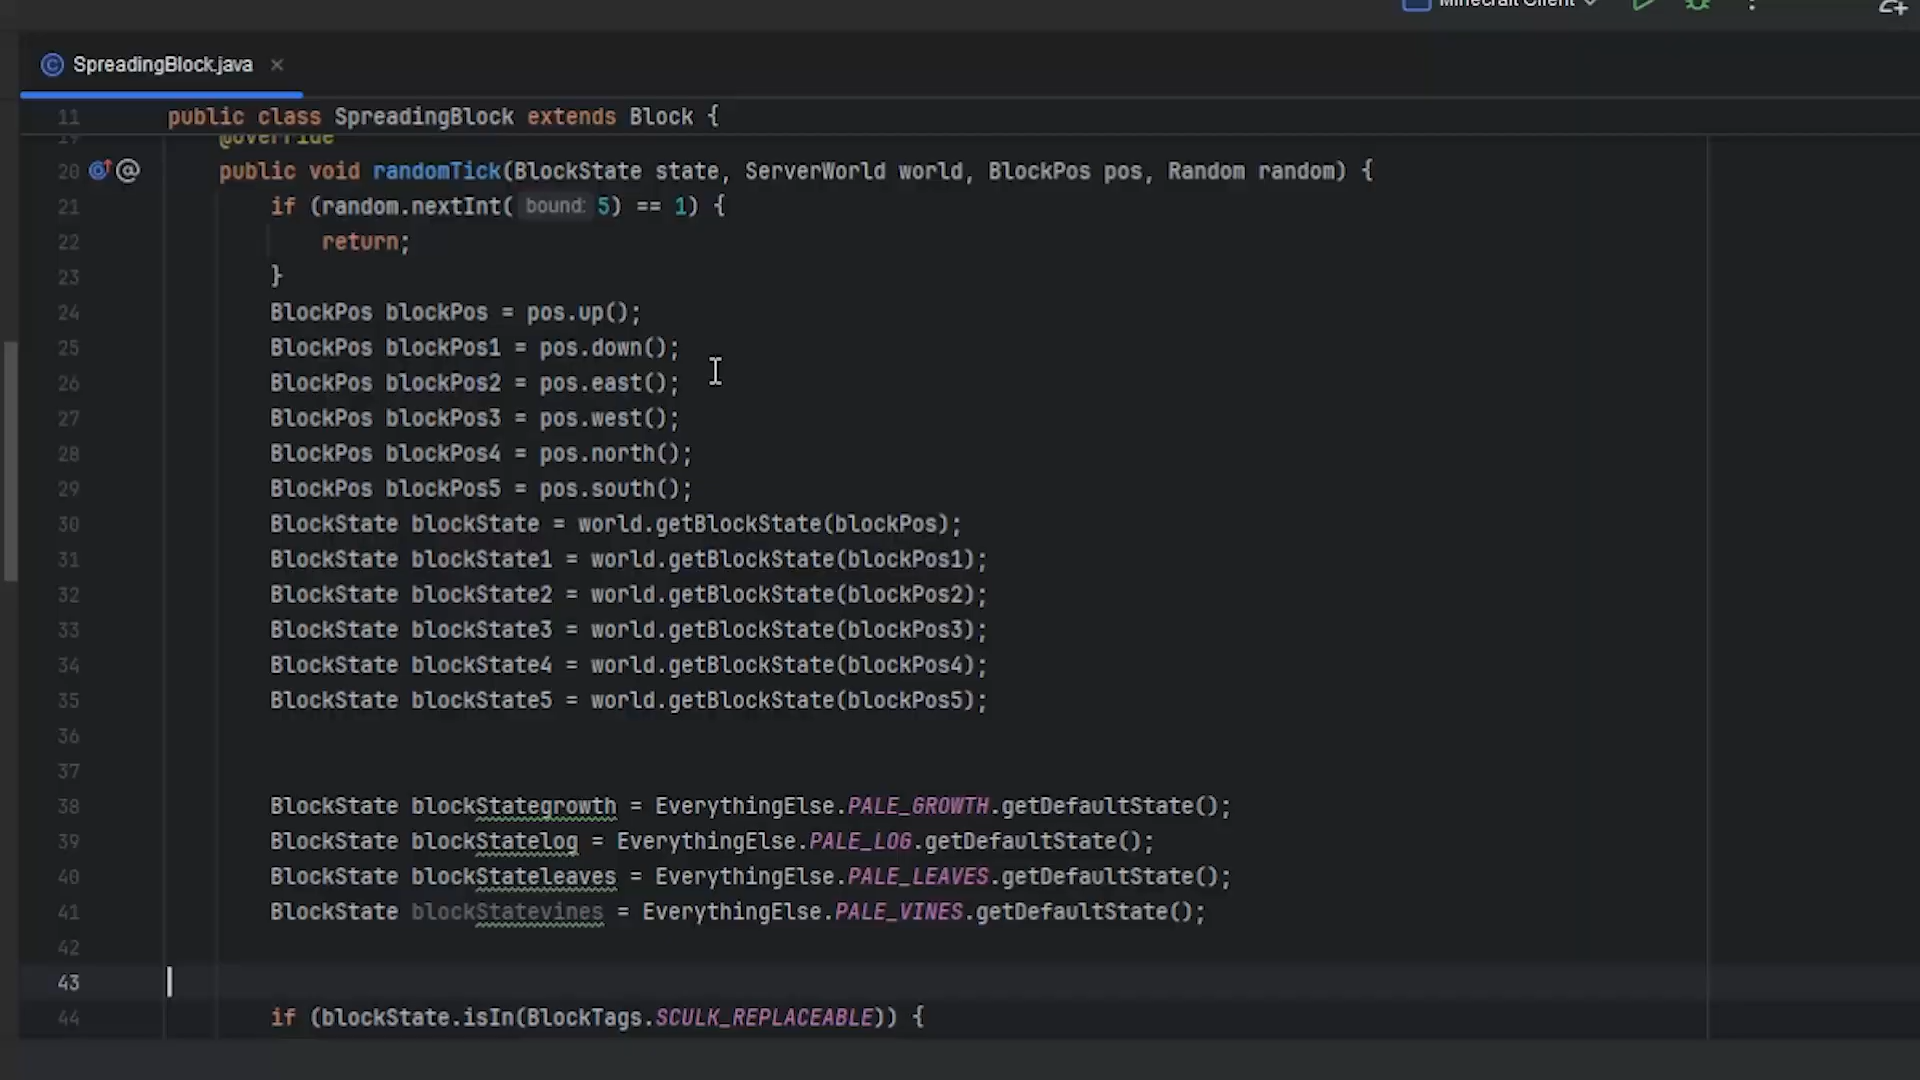 Minecraft Client
SpreadingBlock.java
11 public class SpreadingBlock extends Block {
19 @Override
20 public void randomTick(BlockState state, ServerWorld world, BlockPos pos, Random random) {
21 if (random.nextInt( bound: 5) == 1) {
22 return;
23 }
24 BlockPos blockPos = pos.up();
25 BlockPos blockPos1 = pos.down();
26 BlockPos blockPos2 = pos.east();
27 BlockPos blockPos3 = pos.west();
28 BlockPos blockPos4 = pos.north();
29 BlockPos blockPos5 = pos.south();
30 BlockState blockState = world.getBlockState(blockPos);
31 BlockState blockState1 = world.getBlockState(blockPos1);
32 BlockState blockState2 = world.getBlockState(blockPos2);
33 BlockState blockState3 = world.getBlockState(blockPos3);
34 BlockState blockState4 = world.getBlockState(blockPos4);
35 BlockState blockState5 = world.getBlockState(blockPos5);
36
37
38 BlockState blockStategrowth = EverythingElse.PALE_GROWTH.getDefaultState();
39 BlockState blockStatelog = EverythingElse.PALE_LOG.getDefaultState();
40 BlockState blockStateleaves = EverythingElse.PALE_LEAVES.getDefaultState();
41 BlockState blockStatevines = EverythingElse.PALE_VINES.getDefaultState();
42
43
44 if (blockState.isIn(BlockTags.SCULK_REPLACEABLE)) {